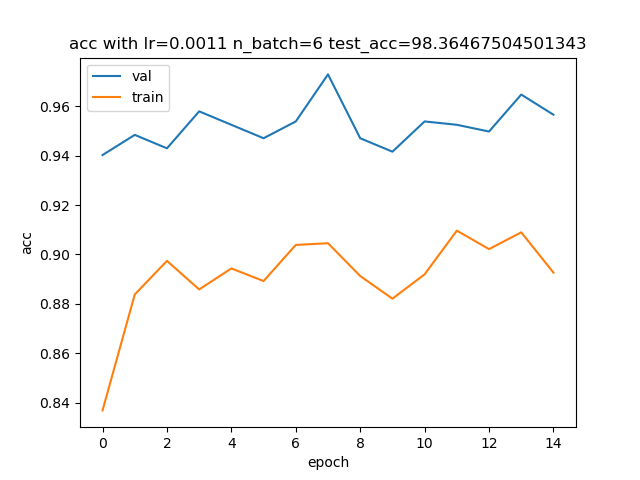 acc with lr=0.0011 n_batch=6 test_acc=98.36467504501343
val
train
0.96
0.94
0.92
0.90
0.88
0.86
0.84
acc
0 2 4 6 8 10 12 14
epoch